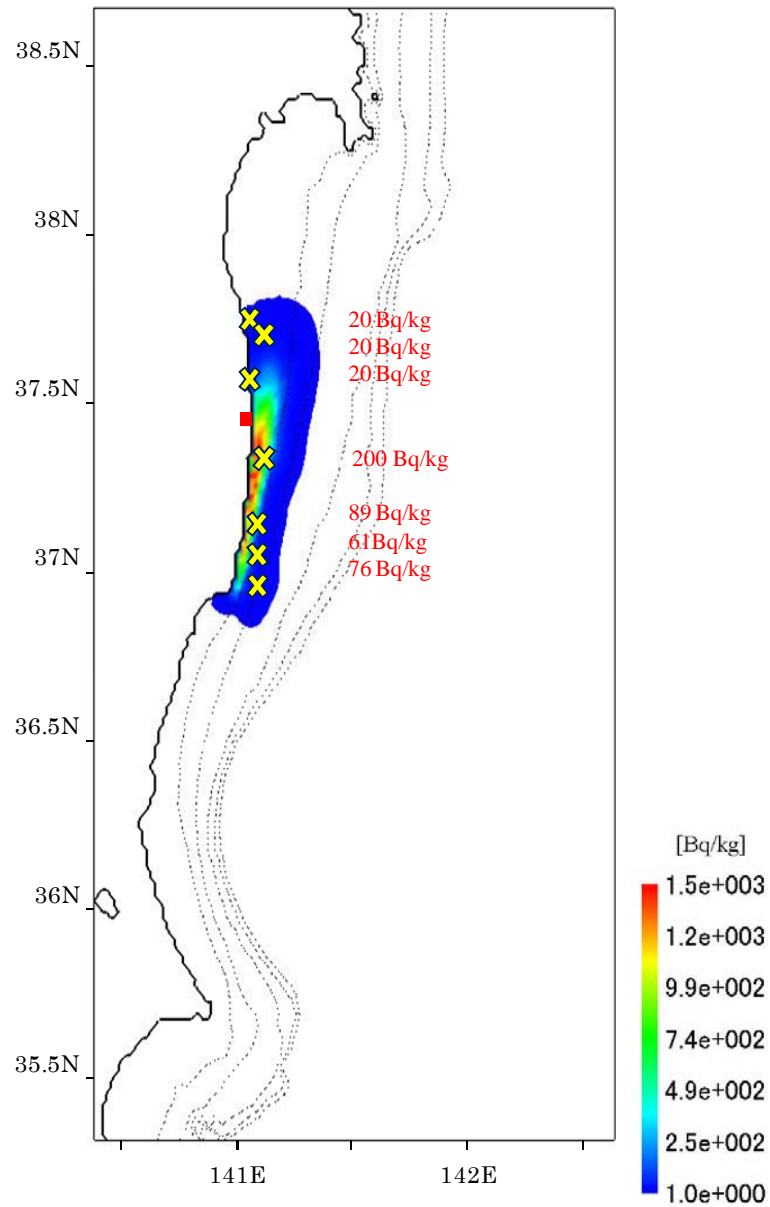 38.5N
38N
20 Bq/kg
20 Bq/kg
20 Bq/kg
37.5N
200 Bq/kg
89 Bq/kg
61Bq/kg
37N
76 Bq/kg
36.5N
36N
35.5N
141E
142E
[Bq/kg]
1.5e+003
1.2e+003
9.9e+002
7.4e+002
4.9e+002
2.5e+002
1.0e+000